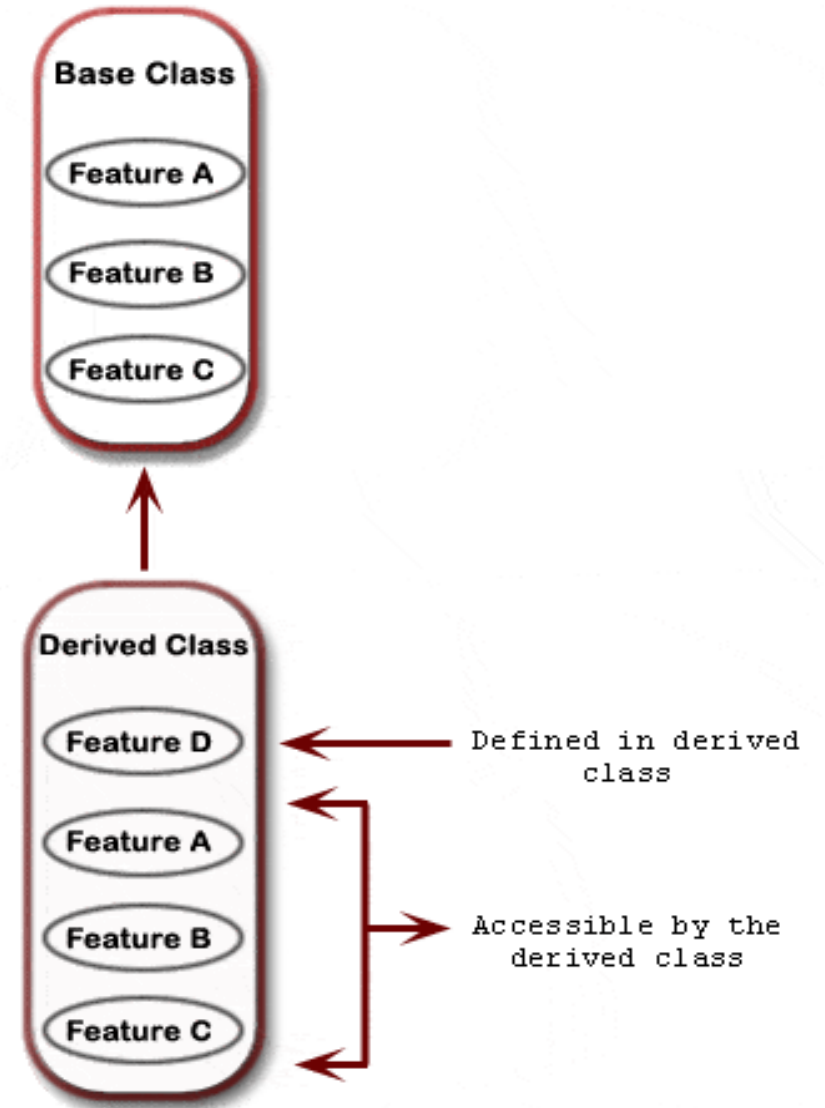 Base Class
Feature A
Feature B
Feature C
Derived Class
Feature D
Defined in derived
class
Feature A
Feature B
Accessible by the
derived class
Feature C